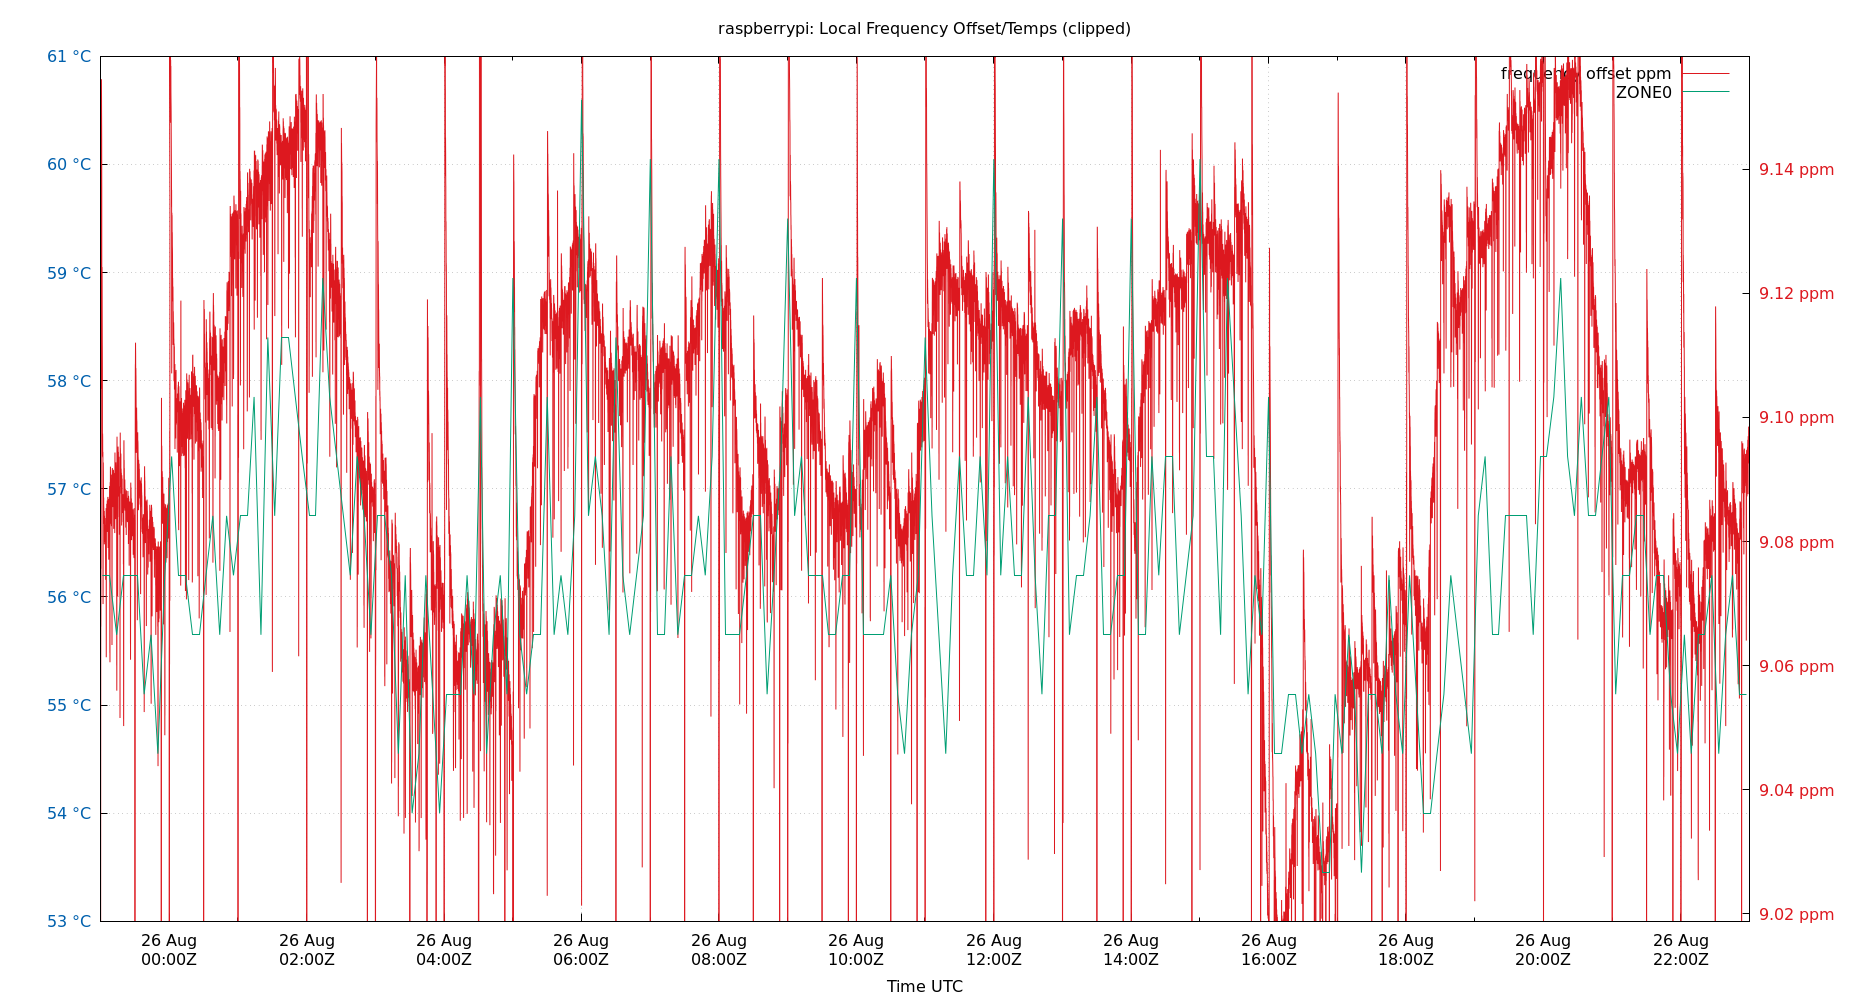 raspberrypi: Local Frequency Offset/Temps (clipped)
61 °C
60 °C
59 °C
58 °C
57 °C
56 °C
55 °C
54 °C
53 °C
frequency offset ppm
ZONE0
9.14 ppm
9.12 ppm
9.10 ppm
9.08 ppm
9.06 ppm
9.04 ppm
9.02 ppm
26 Aug 26 Aug 26 Aug 26 Aug 26 Aug 26 Aug 26 Aug 26 Aug 26 Aug 26 Aug 26 Aug 26 Aug
00:00Z 02:00Z 04:00Z 06:00Z 08:00Z 10:00Z 12:00Z 14:00Z 16:00Z 18:00Z 20:00Z 22:00Z
Time UTC